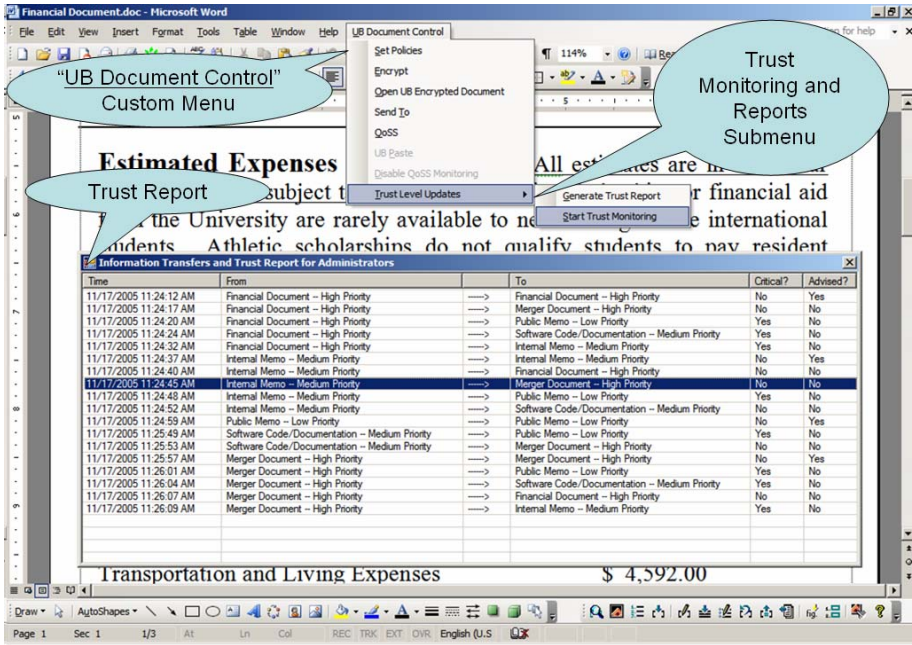 Financial Document.doc - Microsoft Word
File Edit View Insert Format Tools Table Window Help UB Document Control for help
Set Policies
Encrypt
Open UB Encrypted Document
Send To
QoSS
UB Paste
Disable QoSS Monitoring
Trust Level Updates
Generate Trust Report
Start Trust Monitoring
114%
"UB Document Control"
Custom Menu
Trust
Monitoring and
Reports
Submenu
Trust Report
Estimated Expenses All estimates are
subject financial aid
the University are rarely available to international
students. Athletic scholarships do not qualify students to pay resident
Information Transfers and Trust Report for Administrators
Time From To Critical? Advised?
11/17/2005 11:24:12 AM Financial Document -- High Priority -----> Financial Document -- High Priority No Yes
11/17/2005 11:24:17 AM Financial Document -- High Priority -----> Merger Document -- High Priority No No
11/17/2005 11:24:20 AM Financial Document -- High Priority -----> Public Memo -- Low Priority Yes No
11/17/2005 11:24:24 AM Financial Document -- High Priority -----> Software Code/Documentation -- Medium Priority Yes No
11/17/2005 11:24:32 AM Financial Document -- High Priority -----> Internal Memo -- Medium Priority Yes No
11/17/2005 11:24:37 AM Internal Memo -- Medium Priority -----> Internal Memo -- Medium Priority No Yes
11/17/2005 11:24:40 AM Internal Memo -- Medium Priority -----> Financial Document -- High Priority No No
11/17/2005 11:24:45 AM Internal Memo -- Medium Priority -----> Merger Document -- High Priority No No
11/17/2005 11:24:48 AM Internal Memo -- Medium Priority -----> Public Memo -- Low Priority Yes No
11/17/2005 11:24:52 AM Internal Memo -- Medium Priority -----> Software Code/Documentation -- Medium Priority No No
11/17/2005 11:24:59 AM Public Memo -- Low Priority -----> Public Memo -- Low Priority No Yes
11/17/2005 11:25:49 AM Software Code/Documentation -- Medium Priority -----> Public Memo -- Low Priority Yes No
11/17/2005 11:25:53 AM Software Code/Documentation -- Medium Priority -----> Merger Document -- High Priority No No
11/17/2005 11:25:57 AM Merger Document -- High Priority -----> Merger Document -- High Priority No Yes
11/17/2005 11:26:01 AM Merger Document -- High Priority -----> Public Memo -- Low Priority Yes No
11/17/2005 11:26:04 AM Merger Document -- High Priority -----> Software Code/Documentation -- Medium Priority Yes No
11/17/2005 11:26:07 AM Merger Document -- High Priority -----> Financial Document -- High Priority No No
11/17/2005 11:26:09 AM Merger Document -- High Priority -----> Internal Memo -- Medium Priority Yes No
Transportation and Living Expenses $ 4,592.00
Draw AutoShapes
Page 1 Sec 1 1/3 At Ln Col REC TRK EXT OVR English (U.S